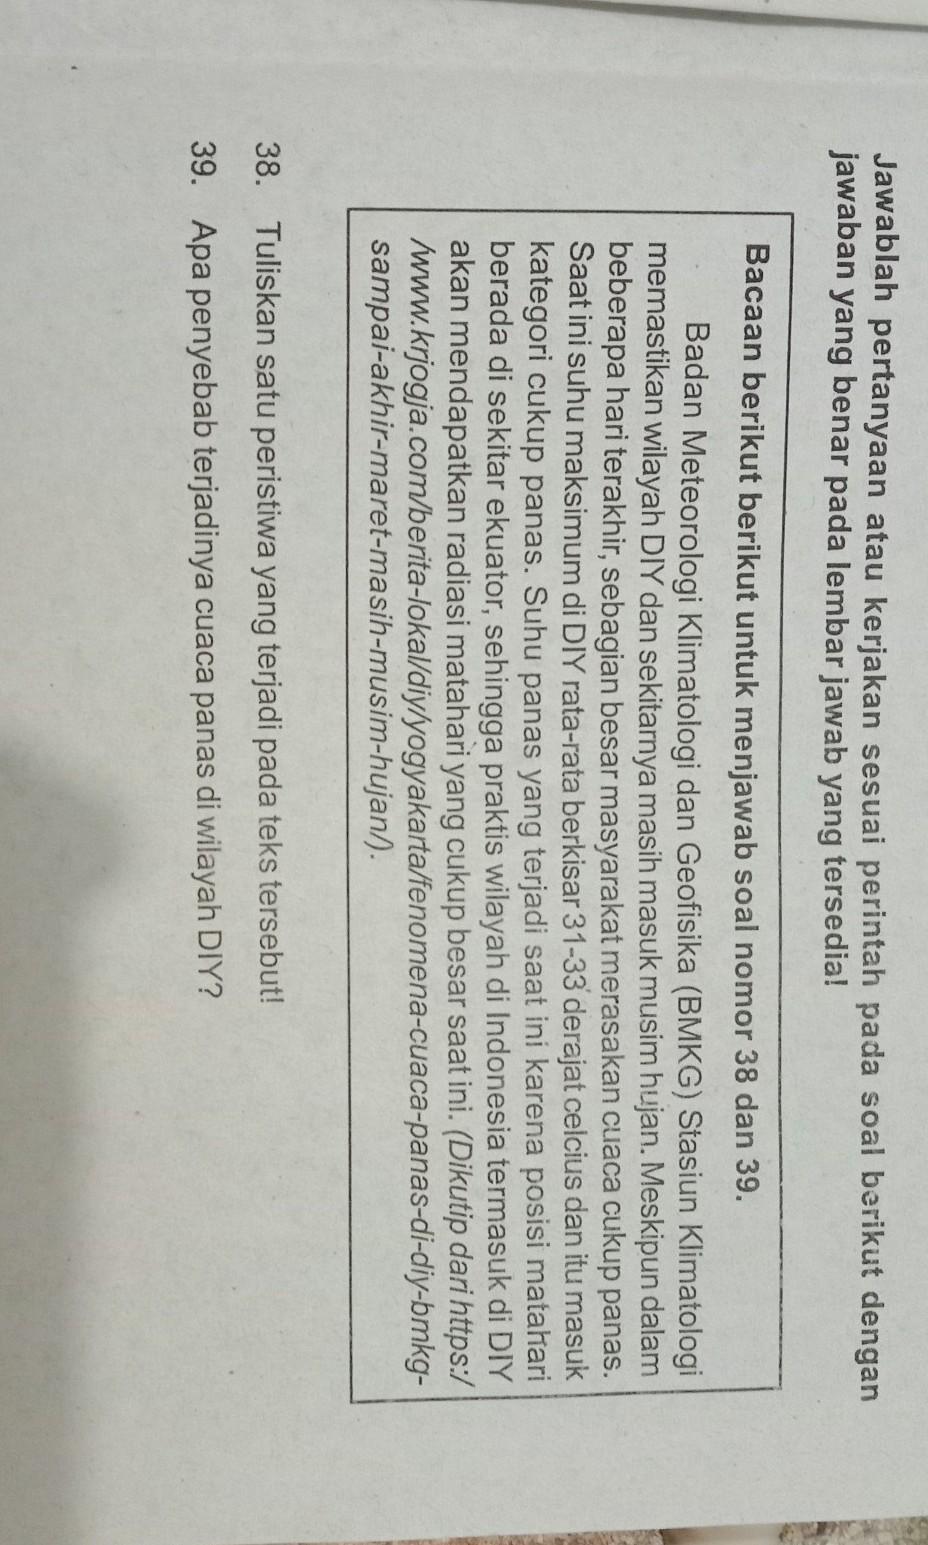 Jawablah pertanyaan atau kerjakan sesuai perintah pada soal berikut dengan
jawaban yang benar pada lembar jawab yang tersedia!
Bacaan berikut berikut untuk menjawab soal nomor 38 dan 39.
Badan Meteorologi Klimatologi dan Geofisika (BMKG) Stasiun Klimatologi
memastikan wilayah DIY dan sekitarnya masih masuk musim hujan. Meskipun dalam
beberapa hari terakhir, sebagian besar masyarakat merasakan cuaca cukup panas.
Saat ini suhu maksimum di DIY rata-rata berkisar 31-33 derajat celcius dan itu masuk
kategori cukup panas. Suhu panas yang terjadi saat ini karena posisi matahari
berada di sekitar ekuator, sehingga praktis wilayah di Indonesia termasuk di DIY
akan mendapatkan radiasi matahari yang cukup besar saat ini. (Dikutip dari https:/
/www.krjogja.com/berita-lokal/diy/yogyakarta/fenomena-cuaca-panas-di-diy-bmkg-
sampai-akhir-maret-masih-musim-hujan/).
38. Tuliskan satu peristiwa yang terjadi pada teks tersebut!
39. Apa penyebab terjadinya cuaca panas di wilayah DIY?